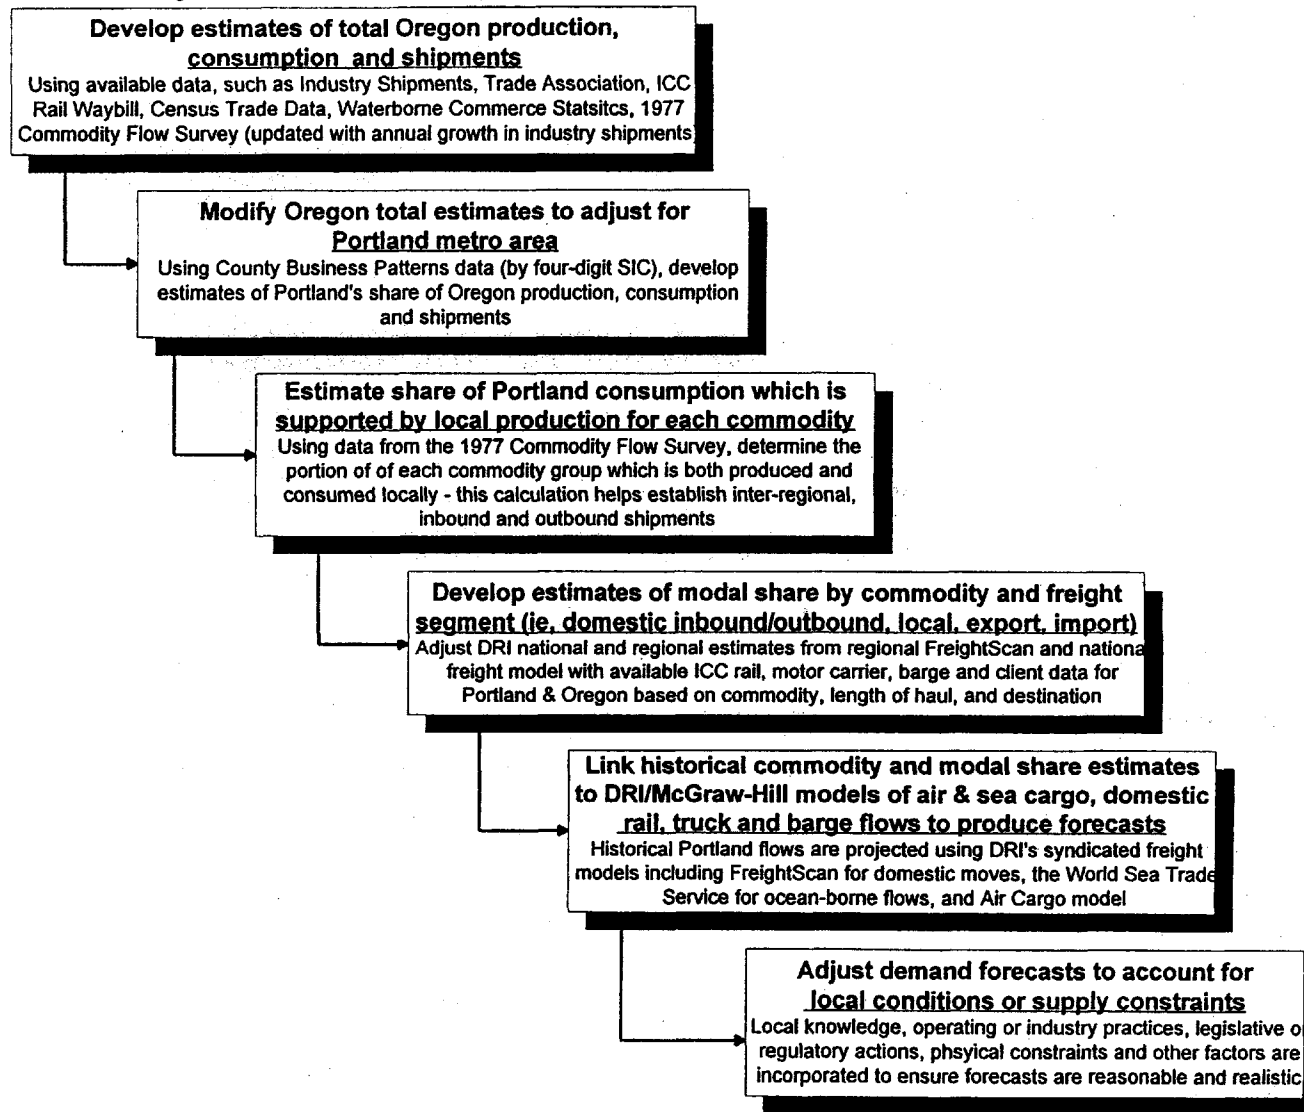 Develop estimates of total Oregon production,
consumption and shipments
Using available data, such as Industry Shipments, Trade Association, ICC
Rail Waybill, Census Trade Data, Waterborne Commerce Statsitcs, 1977
Commodity Flow Survey (updated with annual growth in industry shipments
Modify Oregon total estimates to adjust for
Portland metro area
Using County Business Patterns data (by four-digit SIC), develop
estimates of Portland's share of Oregon production, consumption
and shipments
Estimate share of Portland consumption which is
supported by local production for each commodity
Using data from the 1977 Commodity Flow Survey, determine the
portion of of each commodity group which is both produced and
consumed locally - this calculation helps establish inter-regional,
inbound and outbound shipments
Develop estimates of modal share by commodity and freight
segment (ie, domestic inbound/outbound, local, export, import)
Adjust DRI national and regional estimates from regional FreightScan and nationa
freight model with available ICC rail, motor carrier, barge and client data for
Portland & Oregon based on commodity, length of haul, and destination
Link historical commodity and modal share estimates
to DRI/McGraw-Hill models of air & sea cargo, domestic
rail, truck and barge flows to produce forecasts
Historical Portland flows are projected using DRI's syndicated freight
models including FreightScan for domestic moves, the World Sea Trade
Service for ocean-borne flows, and Air Cargo model
Adjust demand forecasts to account for
local conditions or supply constraints
Local knowledge, operating or industry practices, legislative o
regulatory actions, phsyical constraints and other factors are
incorporated to ensure forecasts are reasonable and realistic